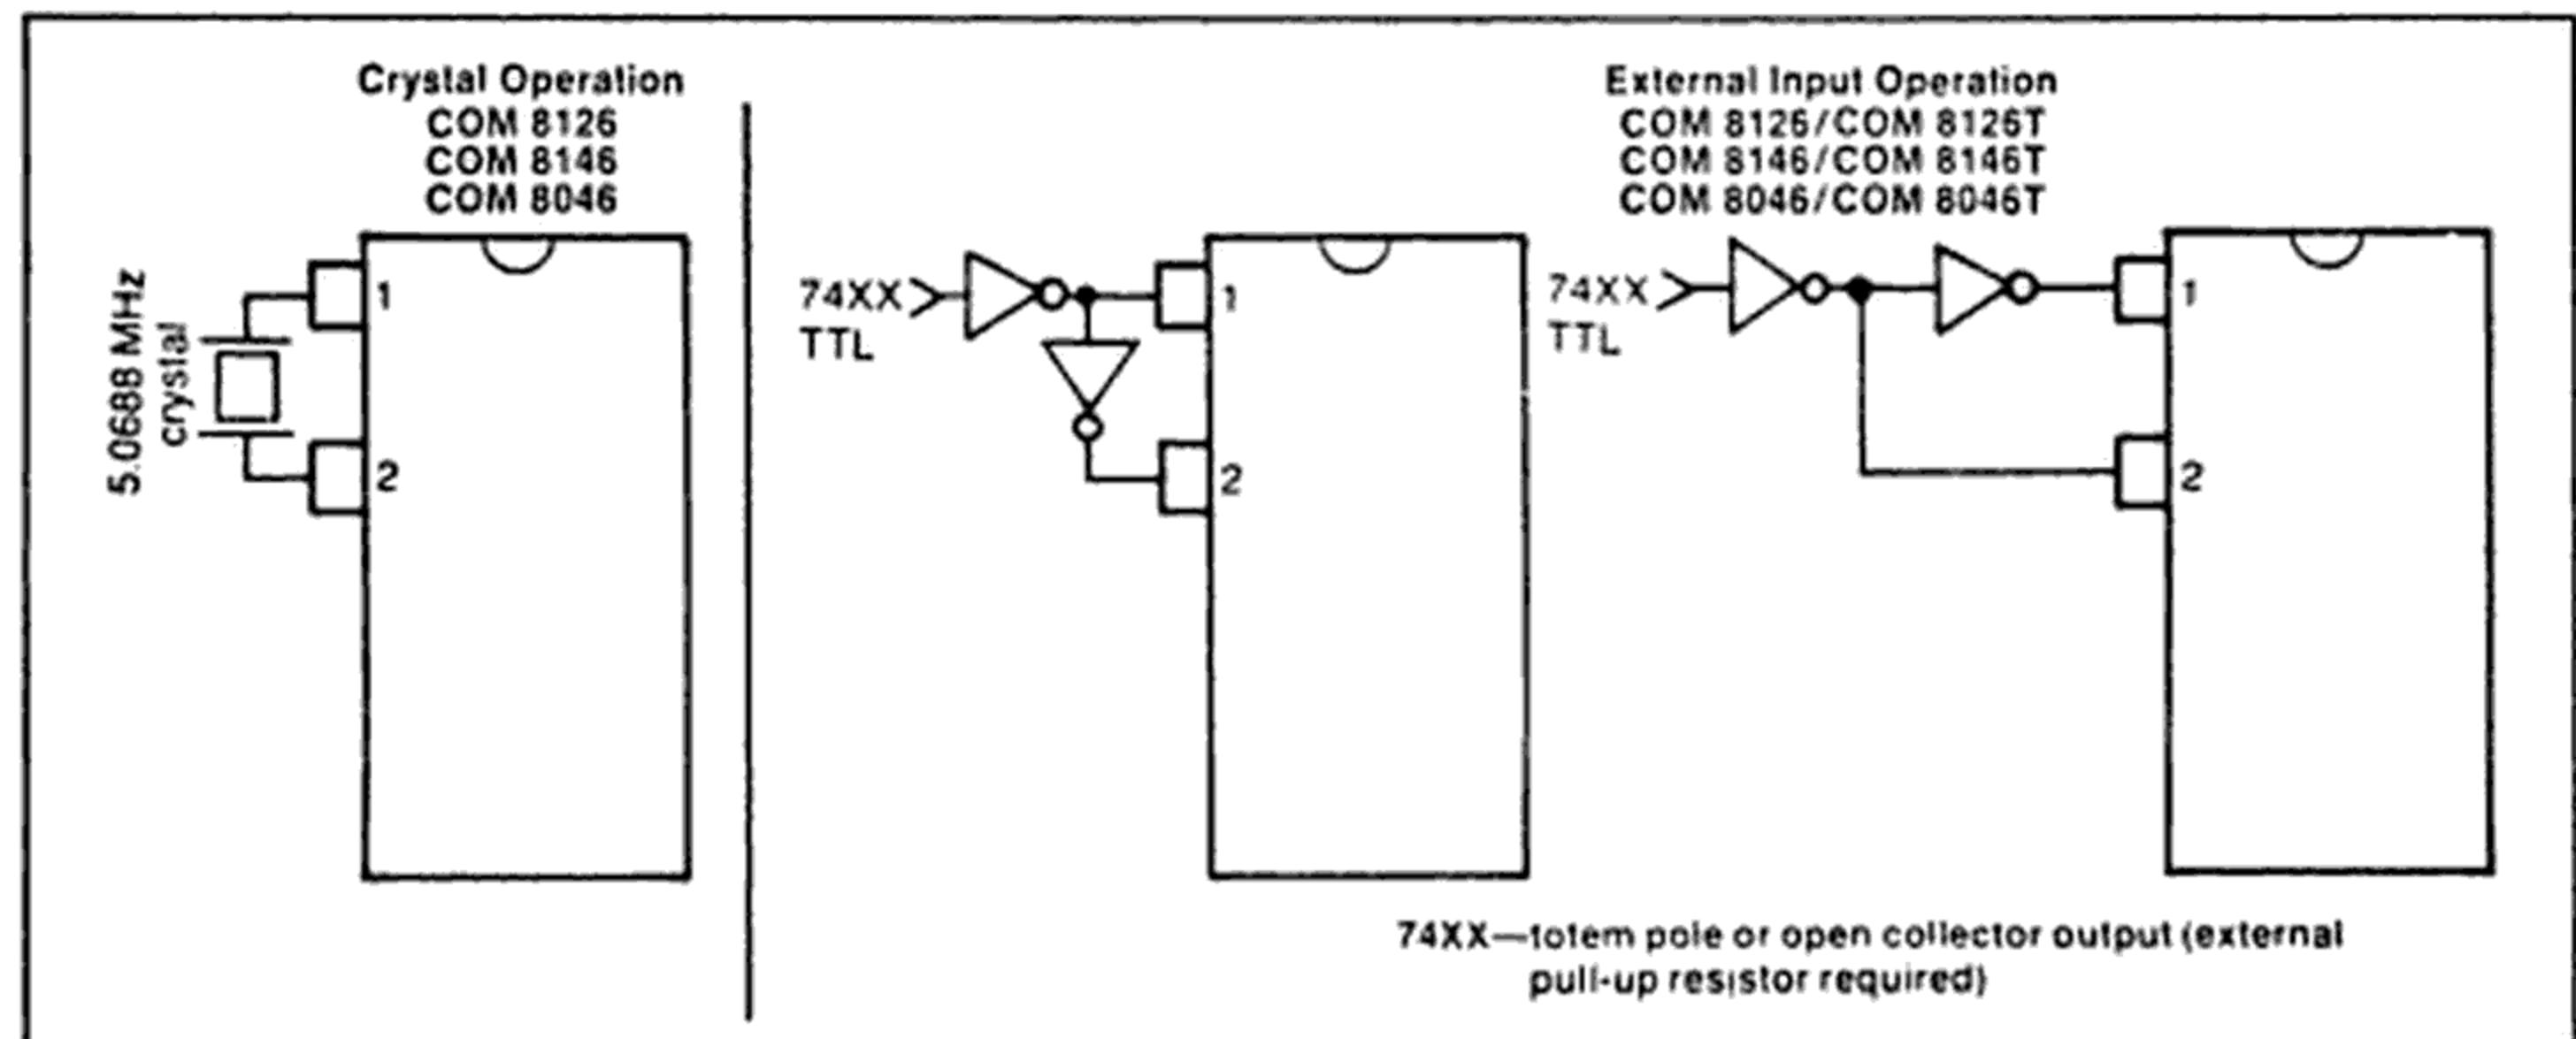 Crystal Operation
COM 8126
COM 8146
COM 8046
5.0688 MHz
crystal
1
2
External Input Operation
COM 8126/COM 8126T
COM 8146/COM 8146T
COM 8046/COM 8046T
74XX
TTL
1
2
74XX
TTL
1
2
74XX—totem pole or open collector output (external
pull-up resistor required)